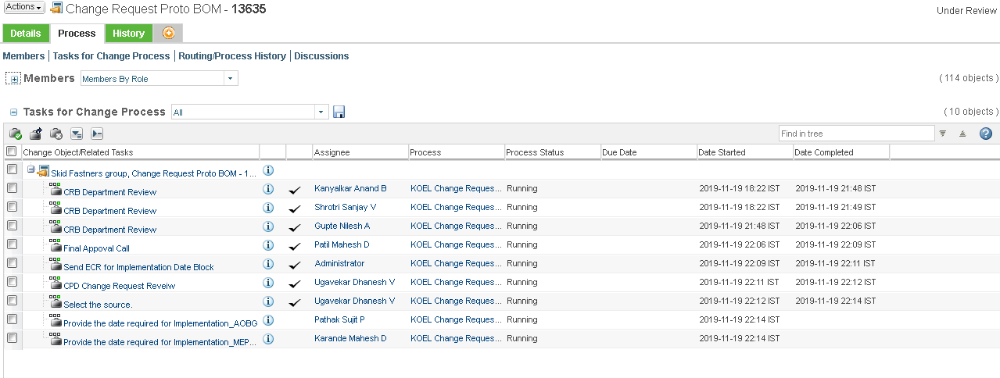 Actions
Change Request Proto BOM - 13635
Under Review
Details Process History
Members Tasks for Change Process Routing/Process History Discussions
Members Members By Role ( 114 objects )
Tasks for Change Process All ( 10 objects )
Find in tree
Change Object/Related Tasks Assignee Process Process Status Due Date Date Started Date Completed
Skid Fastners group, Change Request Proto BOM - 1...
CRB Department Review Kanyalkar Anand B KOEL Change Reques... Running 2019-11-19 18:22 IST 2019-11-19 21:48 IST
CRB Department Review Shrotri Sanjay V KOEL Change Reques... Running 2019-11-19 18:22 IST 2019-11-19 21:49 IST
CRB Department Review Gupte Nilesh A KOEL Change Reques... Running 2019-11-19 21:48 IST 2019-11-19 22:06 IST
Final Appoval Call Patil Mahesh D KOEL Change Reques... Running 2019-11-19 22:06 IST 2019-11-19 22:09 IST
Send ECR for Implementation Date Block Administrator KOEL Change Reques... Running 2019-11-19 22:09 IST 2019-11-19 22:11 IST
CPD Change Request Reveiw Ugavekar Dhanesh V KOEL Change Reques... Running 2019-11-19 22:11 IST 2019-11-19 22:12 IST
Select the source. Ugavekar Dhanesh V KOEL Change Reques... Running 2019-11-19 22:12 IST 2019-11-19 22:14 IST
Provide the date required for Implementation_AOBG Pathak Sujit P KOEL Change Reques... Running 2019-11-19 22:14 IST
Provide the date required for Implementation_MEP... Karande Mahesh D KOEL Change Reques... Running 2019-11-19 22:14 IST